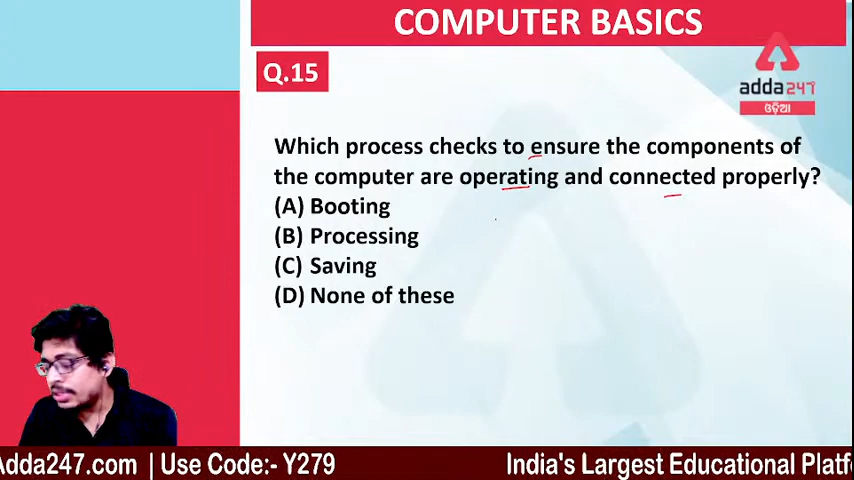 COMPUTER BASICS
Q.15
adda247
ଓଡ଼ିଆ
Which process checks to ensure the components of
the computer are operating and connected properly?
(A) Booting
(B) Processing
(C) Saving
(D) None of these
Adda247.com | Use Code:- Y279
India's Largest Educational Platfo